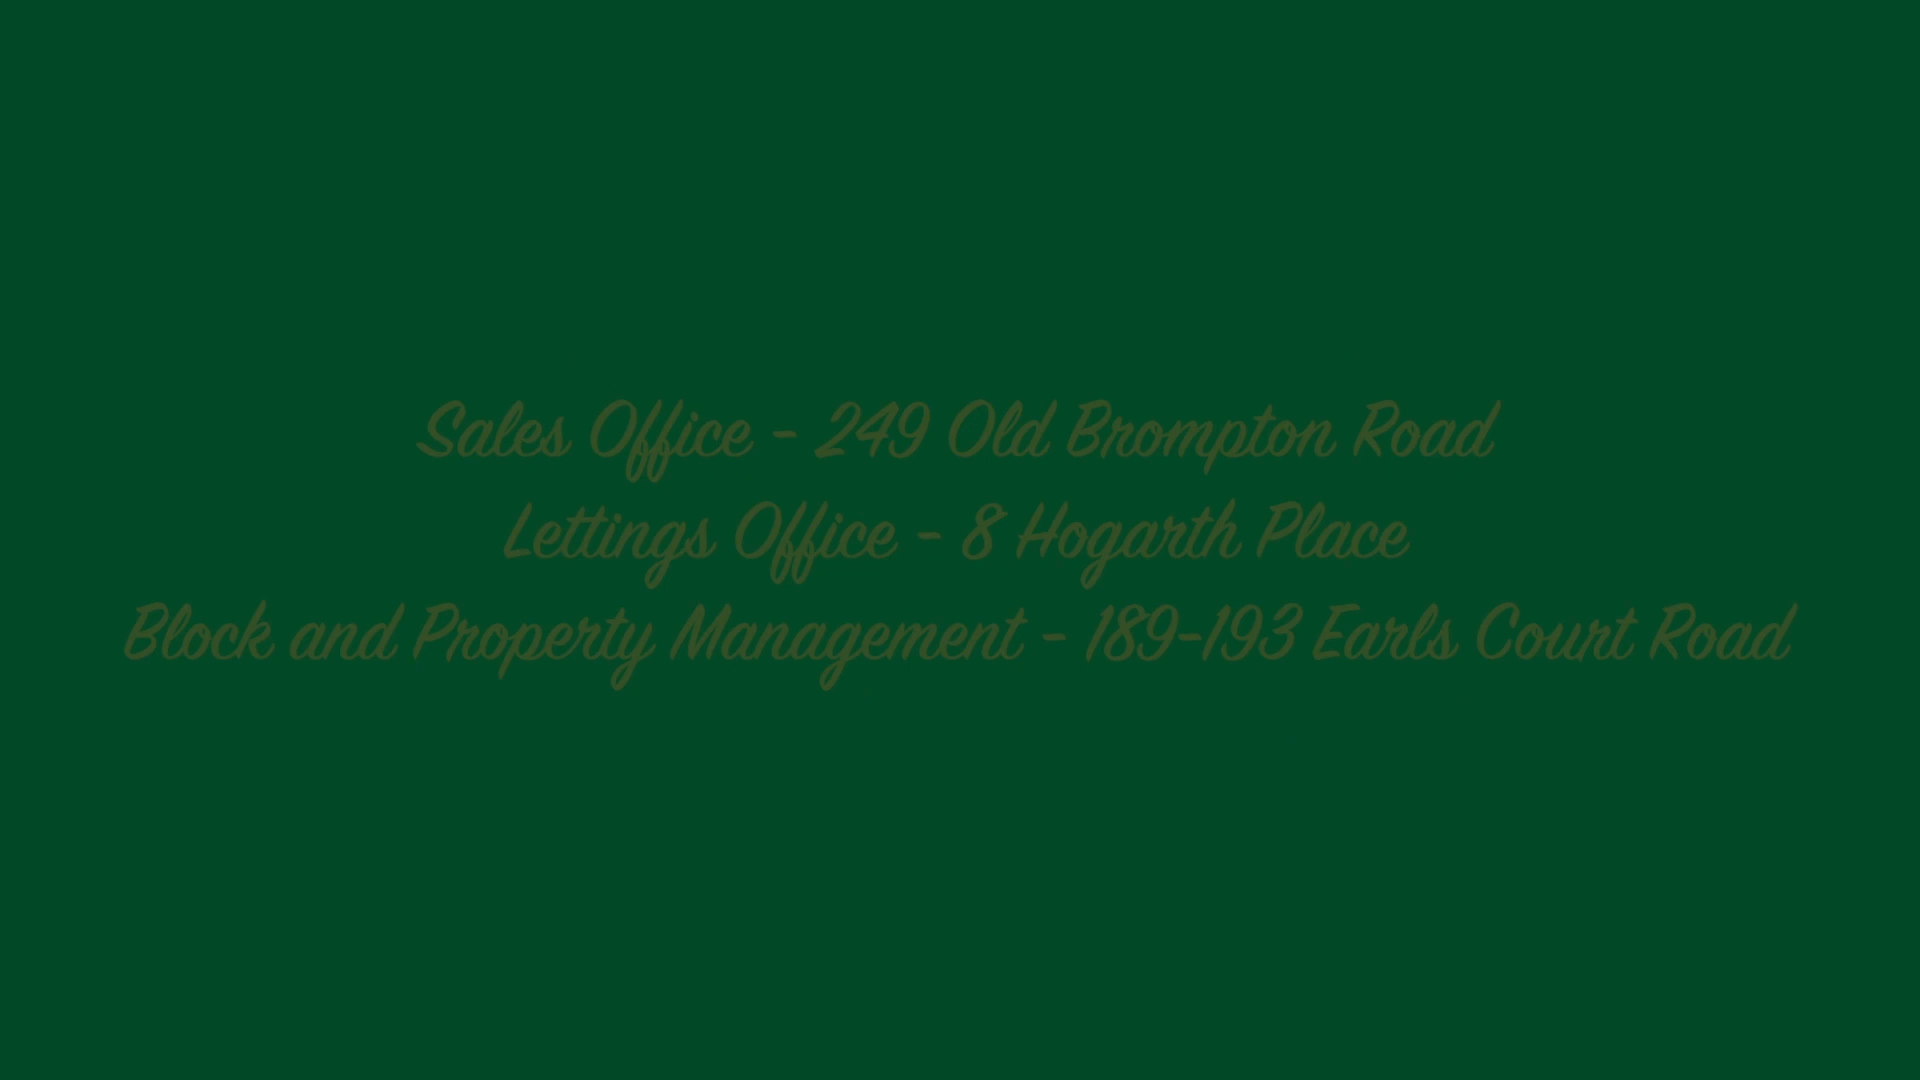 Sales Office - 249 Old Brompton Road
Lettings Office - 8 Hogarth Place
Block and Property Management - 189-193 Earls Court Road